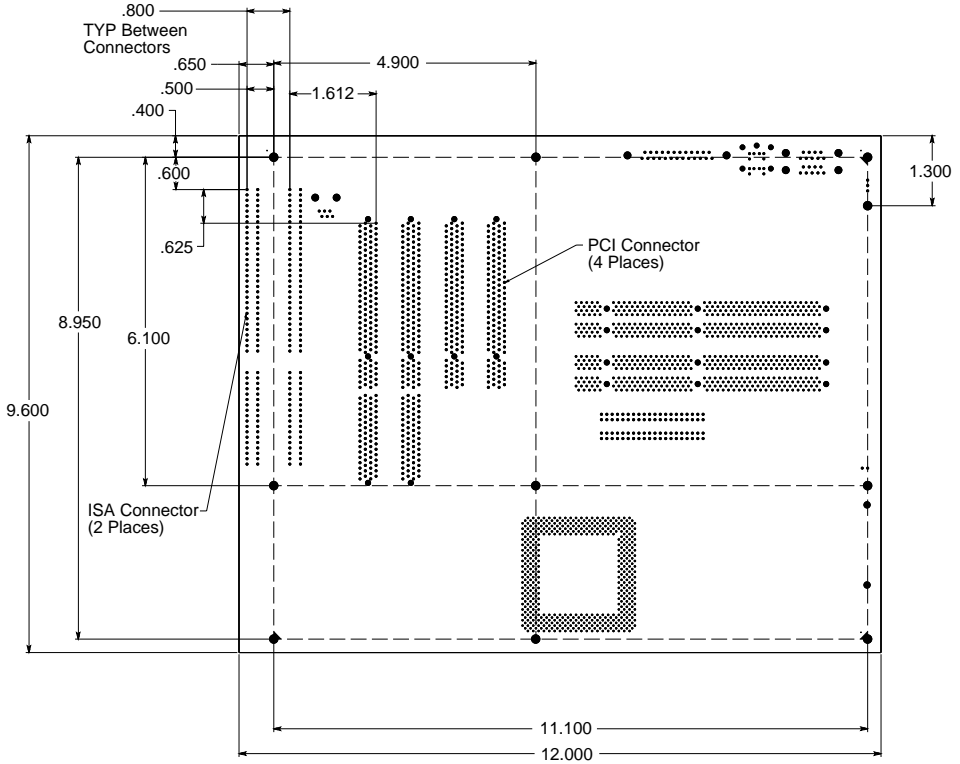 .800
TYP Between
Connectors
.650
4.900
.500
1.612
.400
1.300
.600
.625
PCI Connector
(4 Places)
8.950
6.100
9.600
ISA Connector
(2 Places)
11.100
12.000